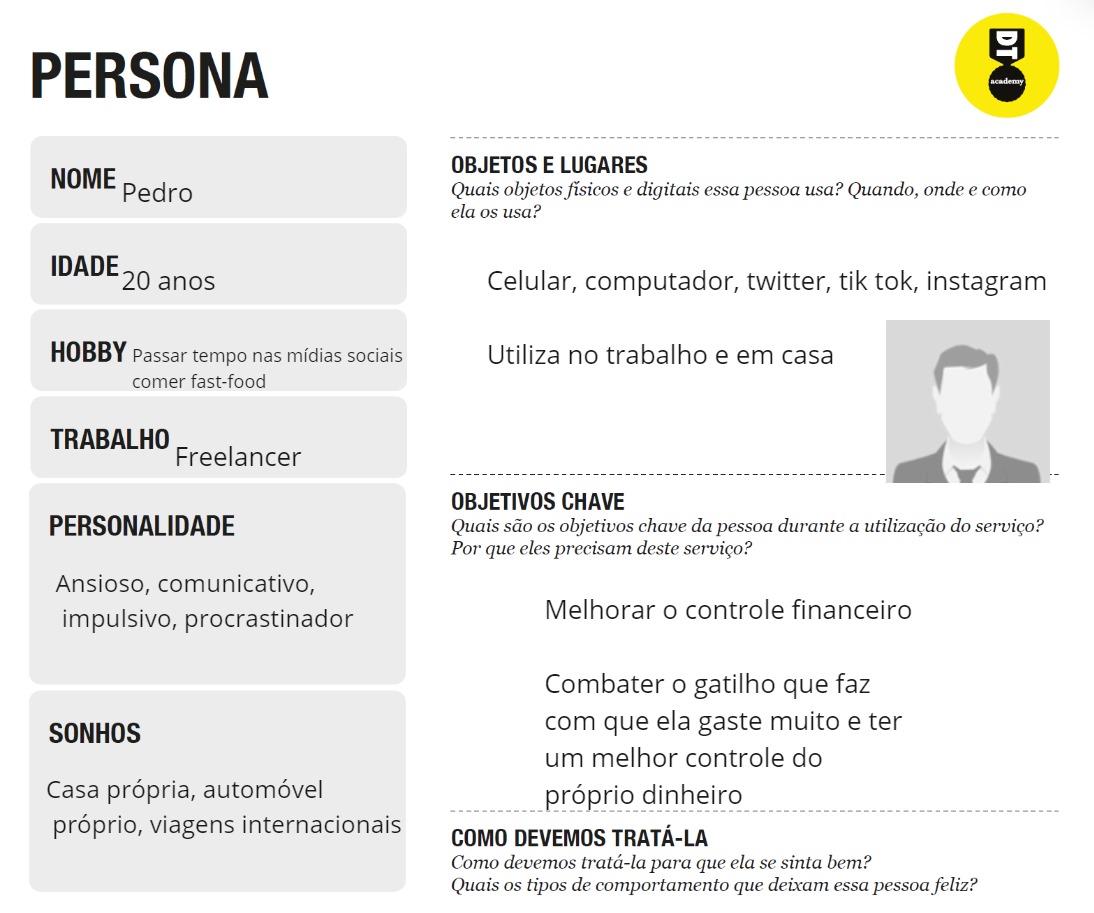 PERSONA
DT
academy
NOME Pedro
IDADE 20 anos
HOBBY Passar tempo nas mídias sociais
comer fast-food
TRABALHO Freelancer
PERSONALIDADE
Ansioso, comunicativo,
impulsivo, procrastinador
SONHOS
Casa própria, automóvel
próprio, viagens internacionais
OBJETOS E LUGARES
Quais objetos físicos e digitais essa pessoa usa? Quando, onde e como
ela os usa?
Celular, computador, twitter, tik tok, instagram
Utiliza no trabalho e em casa
OBJETIVOS CHAVE
Quais são os objetivos chave da pessoa durante a utilização do serviço?
Por que eles precisam deste serviço?
Melhorar o controle financeiro
Combater o gatilho que faz
com que ela gaste muito e ter
um melhor controle do
próprio dinheiro
COMO DEVEMOS TRATÁ-LA
Como devemos tratá-la para que ela se sinta bem?
Quais os tipos de comportamento que deixam essa pessoa feliz?